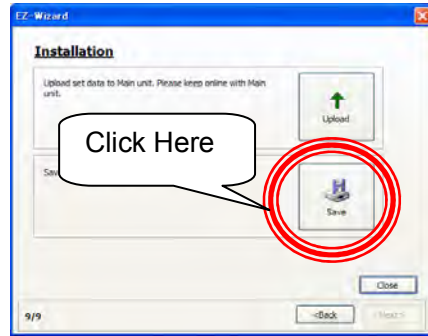 EZ-Wizard
Installation
Upload set data to Main unit. Please keep online with Main
unit.
Upload
Click Here
Sav
Save
Close
9/9
<Back
Next>